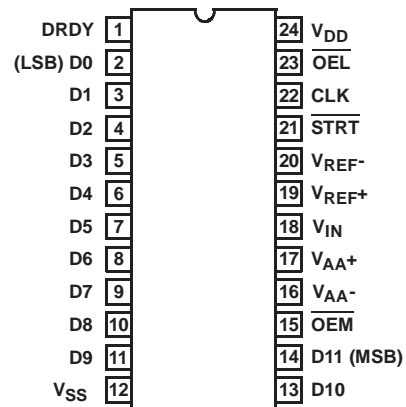 DRDY 1 24 VDD
(LSB) D0 2 23 OEL
D1 3 22 CLK
D2 4 21 STRT
D3 5 20 VREF-
D4 6 19 VREF+
D5 7 18 VIN
D6 8 17 VAA+
D7 9 16 VAA-
D8 10 15 OEM
D9 11 14 D11 (MSB)
VSS 12 13 D10